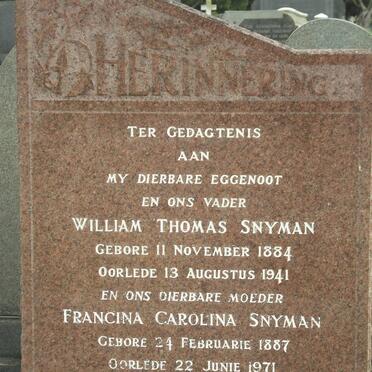 HERINNERING
TER GEDAGTENIS
AAN
MY DIERBARE EGGENOOT
EN ONS VADER
WILLIAM THOMAS SNYMAN
GEBORE 11 NOVEMBER 1884
OORLEDE 13 AUGUSTUS 1941
EN ONS DIERBARE MOEDER
FRANCINA CAROLINA SNYMAN
GEBORE 24 FEBRUARIE 1887
OORLEDE 22 JUNIE 1971